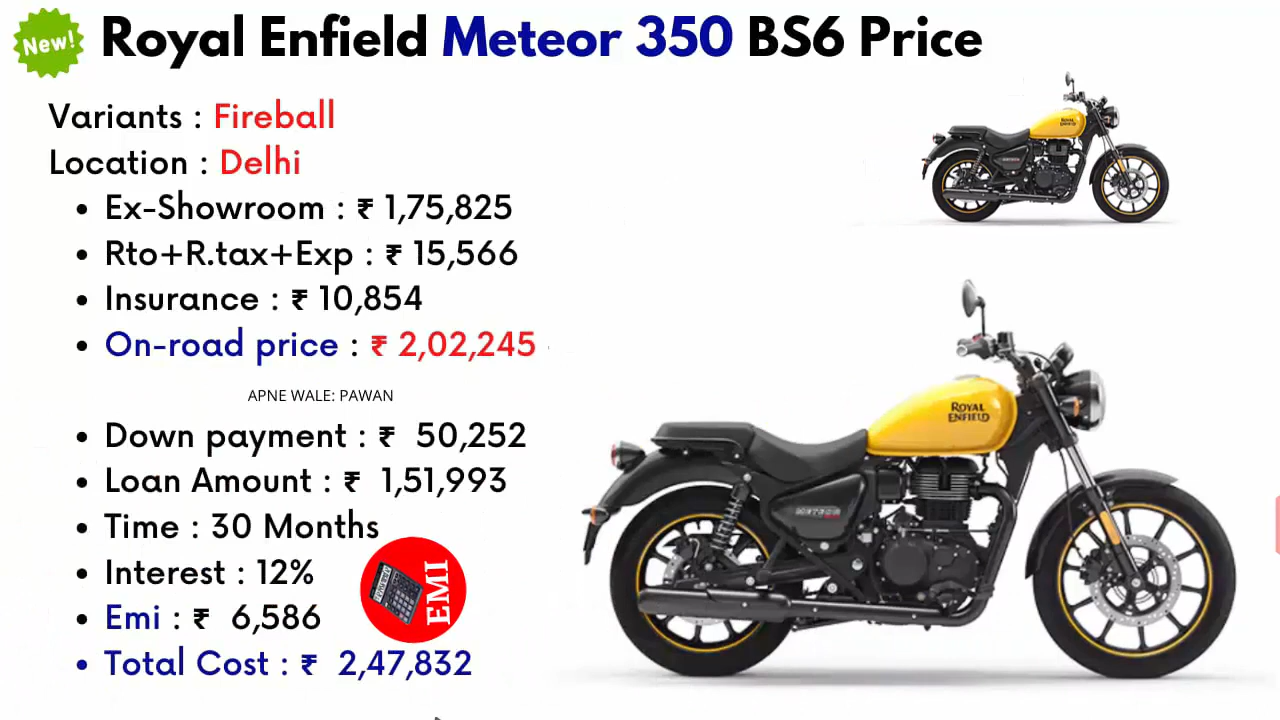 New!
Royal Enfield Meteor 350 BS6 Price
Variants : Fireball
Location : Delhi
• Ex-Showroom : ₹ 1,75,825
• Rto+R.tax+Exp : ₹ 15,566
• Insurance : ₹ 10,854
• On-road price : ₹ 2,02,245
APNE WALE: PAWAN
• Down payment : ₹ 50,252
• Loan Amount : ₹ 1,51,993
• Time : 30 Months
• Interest : 12%
• Emi : ₹ 6,586
• Total Cost : ₹ 2,47,832
EMI
ROYAL
ENFIELD
METEOR
ROYAL
ENFIELD